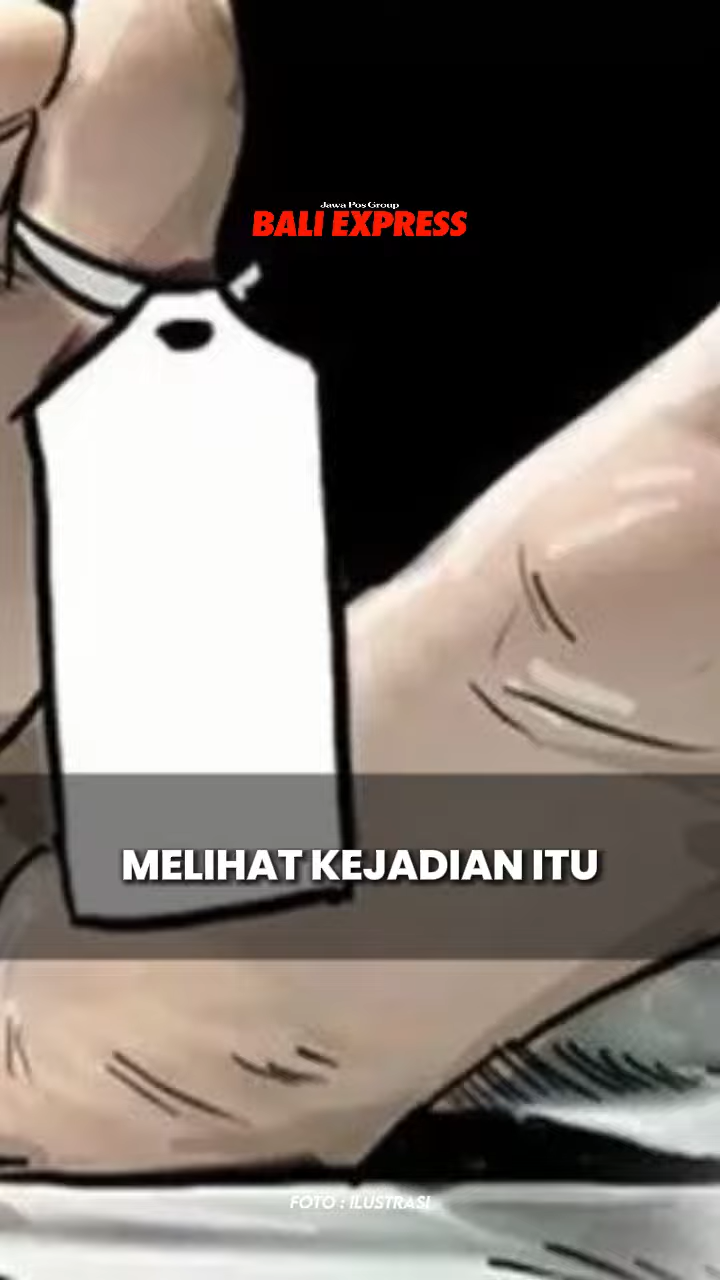 Jawa Pos Group
BALI EXPRESS
MELIHAT KEJADIAN ITU
FOTO : ILUSTRASI